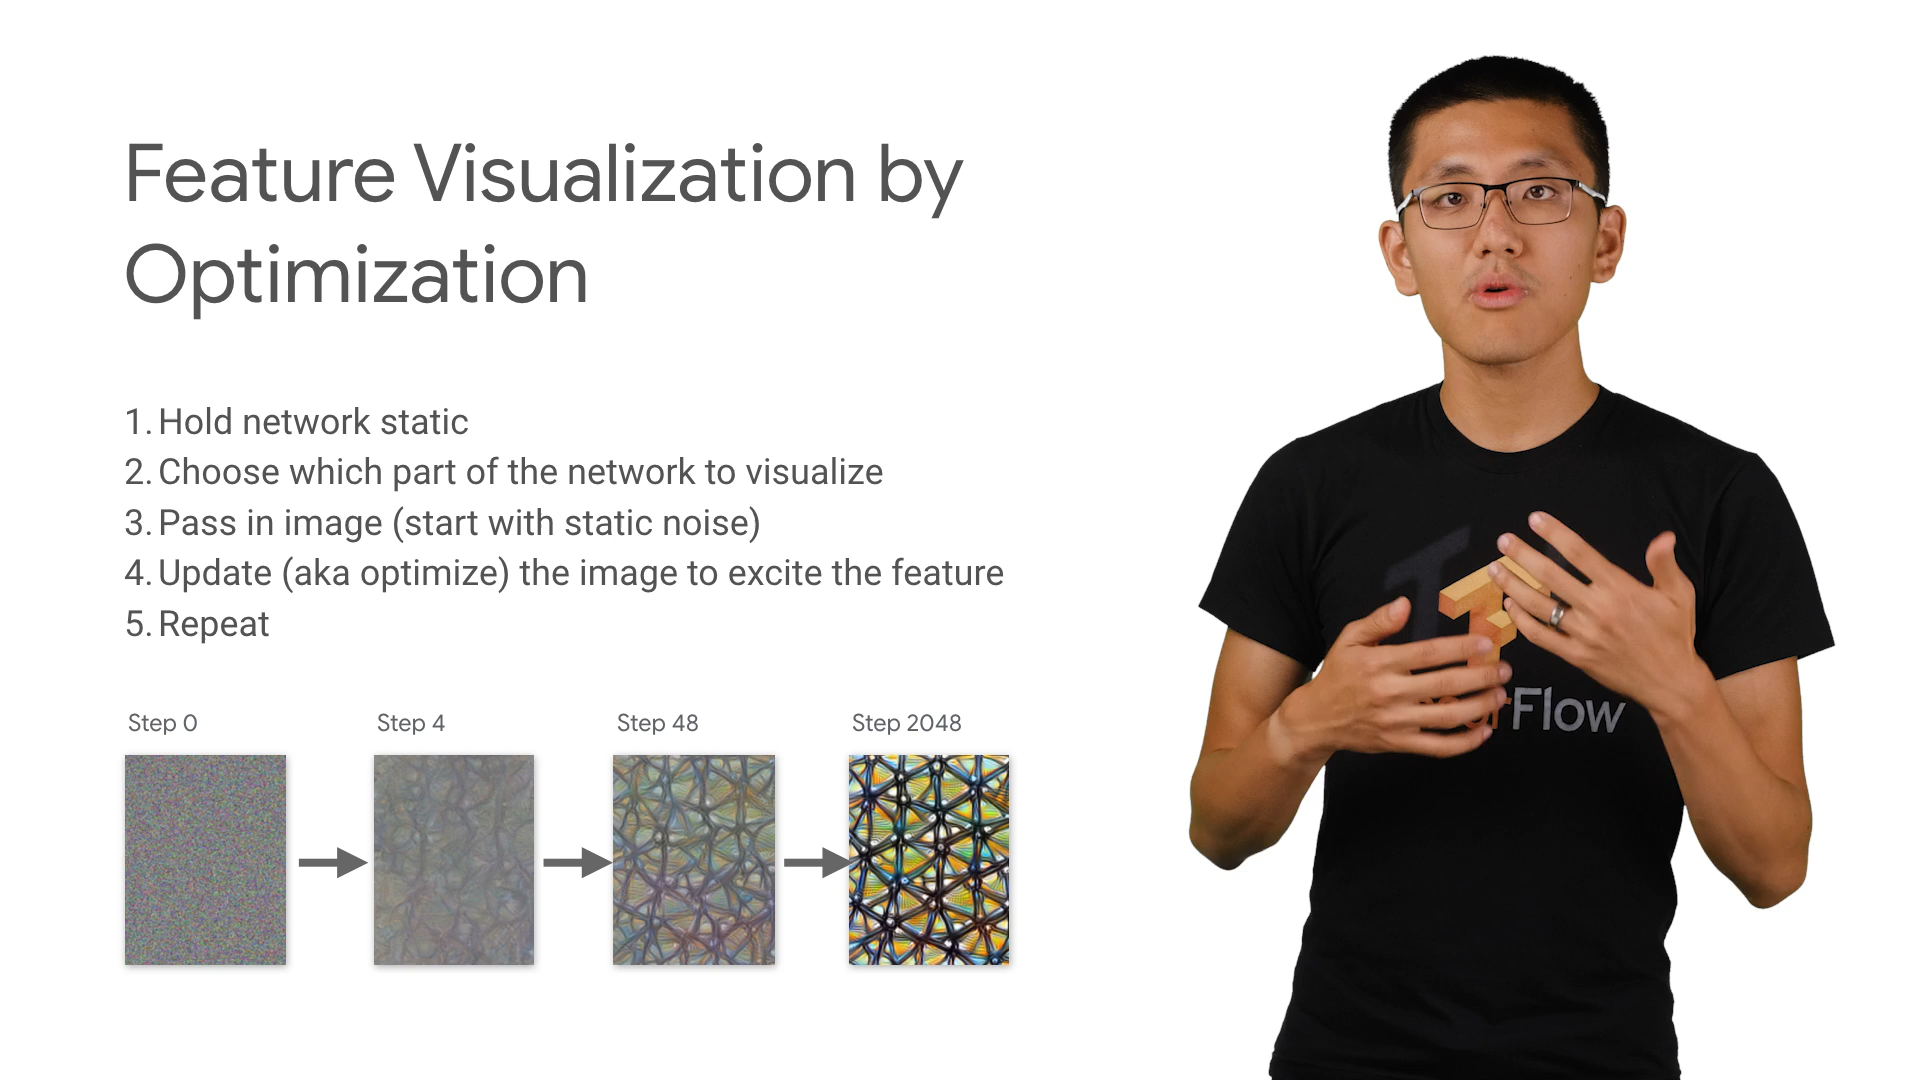 Feature Visualization by
Optimization
1. Hold network static
2. Choose which part of the network to visualize
3. Pass in image (start with static noise)
4. Update (aka optimize) the image to excite the feature
5. Repeat
Step 0 Step 4 Step 48 Step 2048
Flow